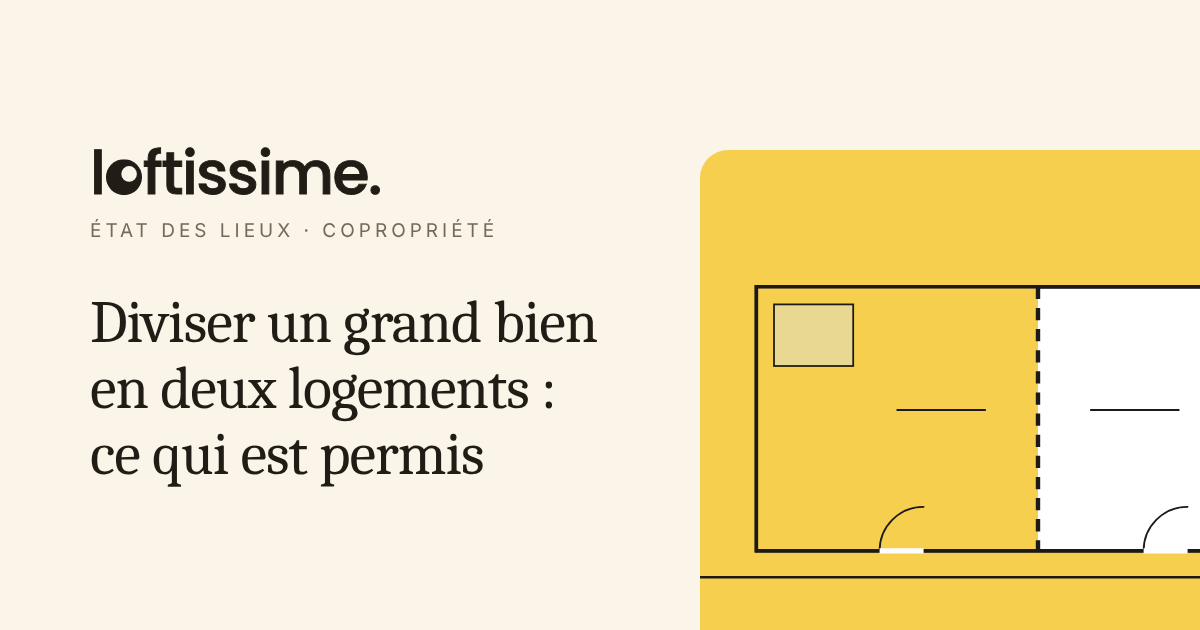 loftissime.
ÉTAT DES LIEUX · COPROPRIÉTÉ
Diviser un grand bien
en deux logements :
ce qui est permis